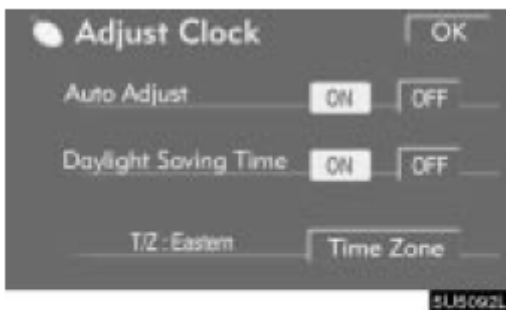 Adjust Clock OK
Auto Adjust ON OFF
Daylight Saving Time ON OFF
T/Z : Eastern Time Zone
5U5092L